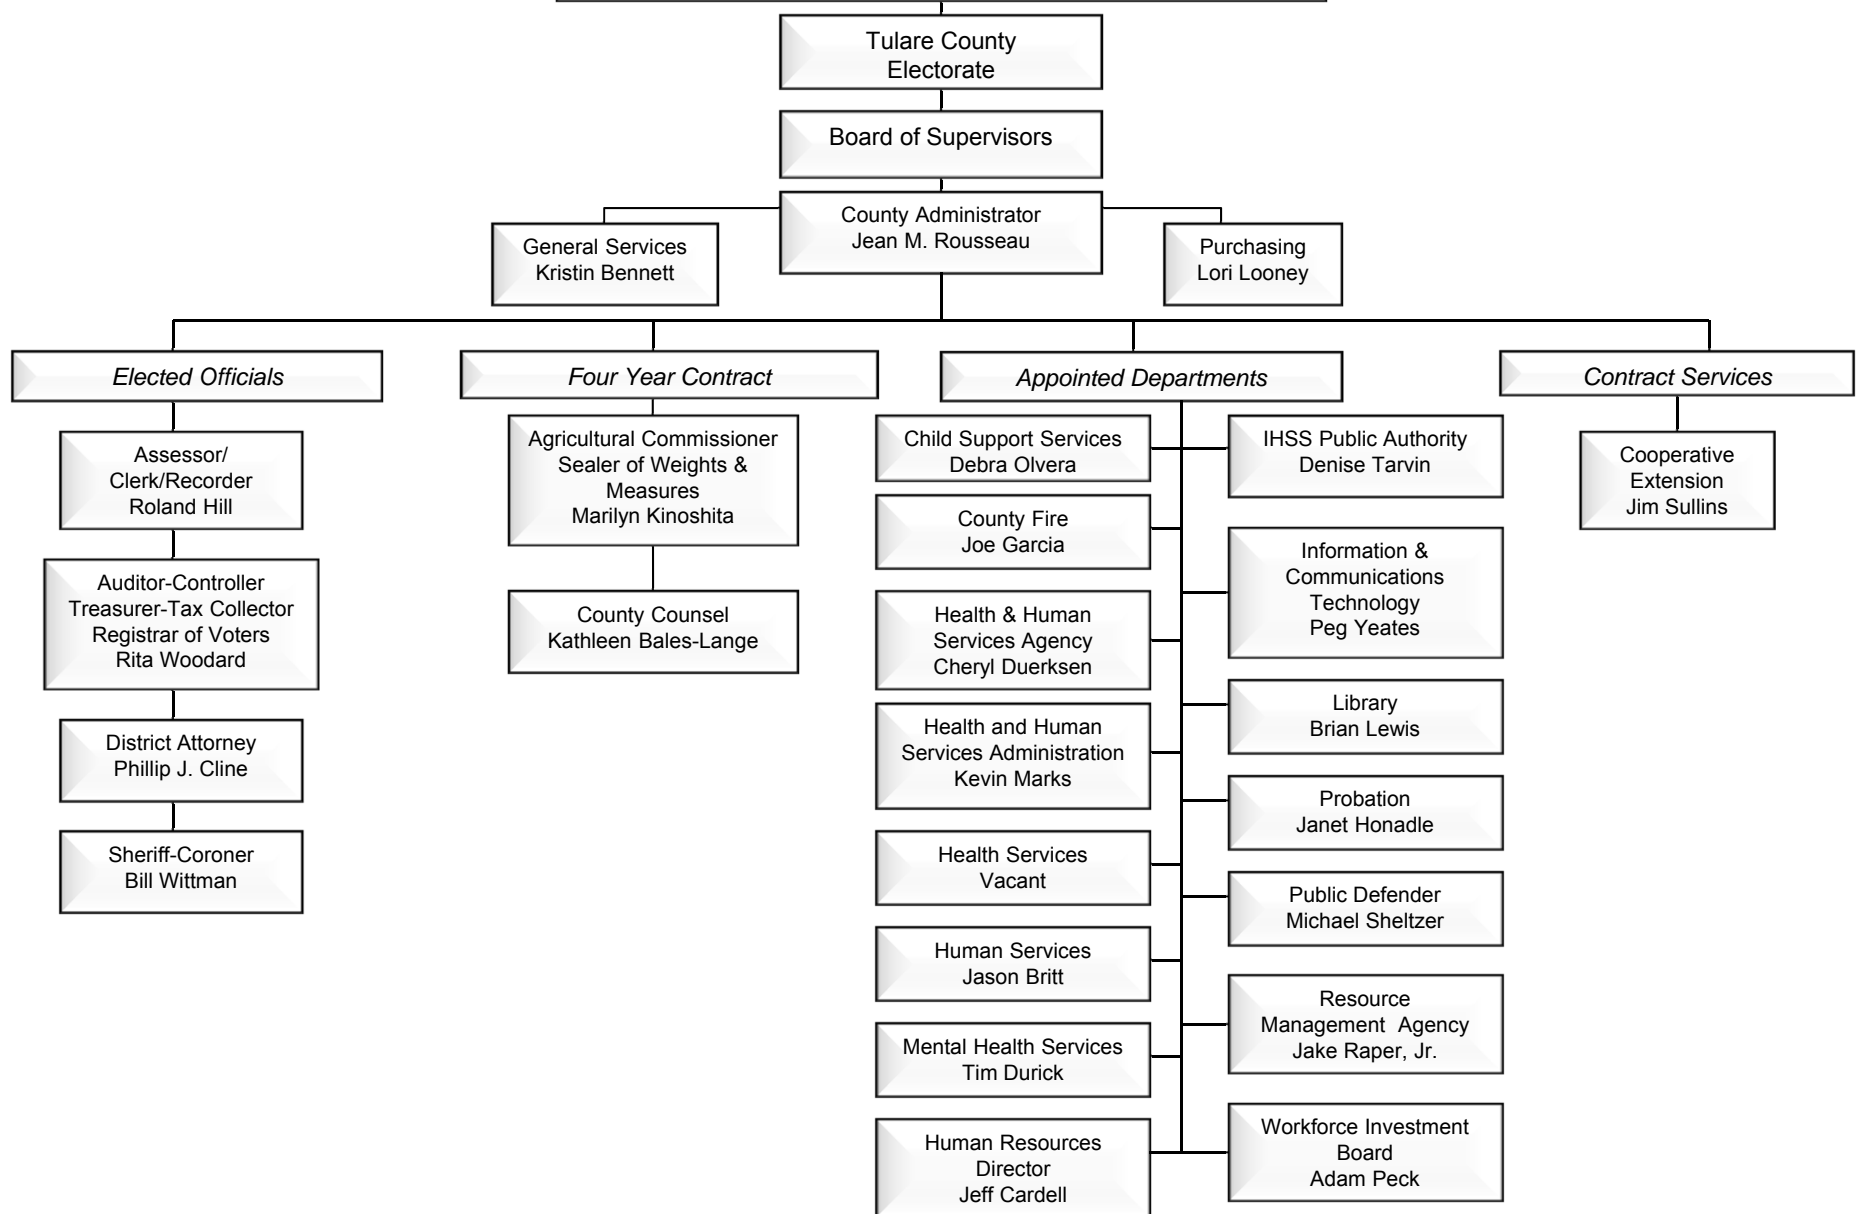 Tulare County
Electorate
Board of Supervisors
County Administrator
Jean M. Rousseau
General Services
Kristin Bennett
Purchasing
Lori Looney
Elected Officials
Assessor/
Clerk/Recorder
Roland Hill
Auditor-Controller
Treasurer-Tax Collector
Registrar of Voters
Rita Woodard
District Attorney
Phillip J. Cline
Sheriff-Coroner
Bill Wittman
Four Year Contract
Agricultural Commissioner
Sealer of Weights &
Measures
Marilyn Kinoshita
County Counsel
Kathleen Bales-Lange
Appointed Departments
Child Support Services
Debra Olvera
County Fire
Joe Garcia
Health & Human
Services Agency
Cheryl Duerksen
Health and Human
Services Administration
Kevin Marks
Health Services
Vacant
Human Services
Jason Britt
Mental Health Services
Tim Durick
Human Resources
Director
Jeff Cardell
IHSS Public Authority
Denise Tarvin
Information &
Communications
Technology
Peg Yeates
Library
Brian Lewis
Probation
Janet Honadle
Public Defender
Michael Sheltzer
Resource
Management  Agency
Jake Raper, Jr.
Workforce Investment
Board
Adam Peck
Contract Services
Cooperative
Extension
Jim Sullins